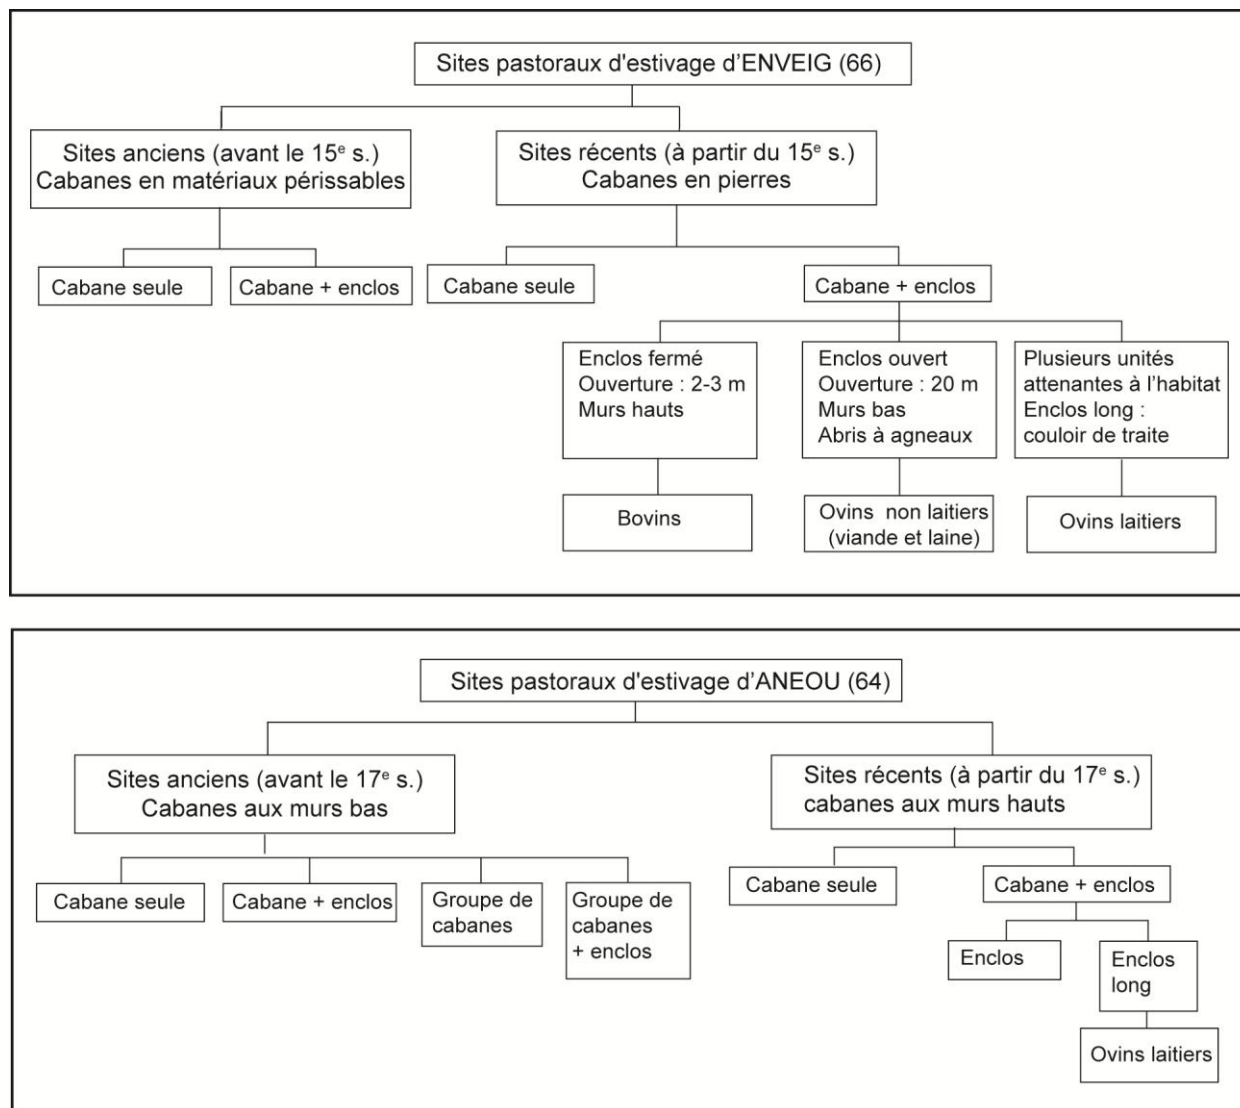 Sites pastoraux d'estivage d’ENVEIG (66)
Sites anciens (avant le 15ᵉ s.)
Cabanes en matériaux périssables
Sites récents (à partir du 15ᵉ s.)
Cabanes en pierres
Cabane seule
Cabane + enclos
Cabane seule
Cabane + enclos
Enclos fermé
Ouverture : 2-3 m
Murs hauts
Enclos ouvert
Ouverture : 20 m
Murs bas
Abris à agneaux
Plusieurs unités
attenantes à l’habitat
Enclos long :
couloir de traite
Bovins
Ovins non laitiers
(viande et laine)
Ovins laitiers
Sites pastoraux d'estivage d’ANEOU (64)
Sites anciens (avant le 17ᵉ s.)
Cabanes aux murs bas
Sites récents (à partir du 17ᵉ s.)
cabanes aux murs hauts
Cabane seule
Cabane + enclos
Groupe de
cabanes
Groupe de
cabanes
+ enclos
Cabane seule
Cabane + enclos
Enclos
Enclos
long
Ovins laitiers